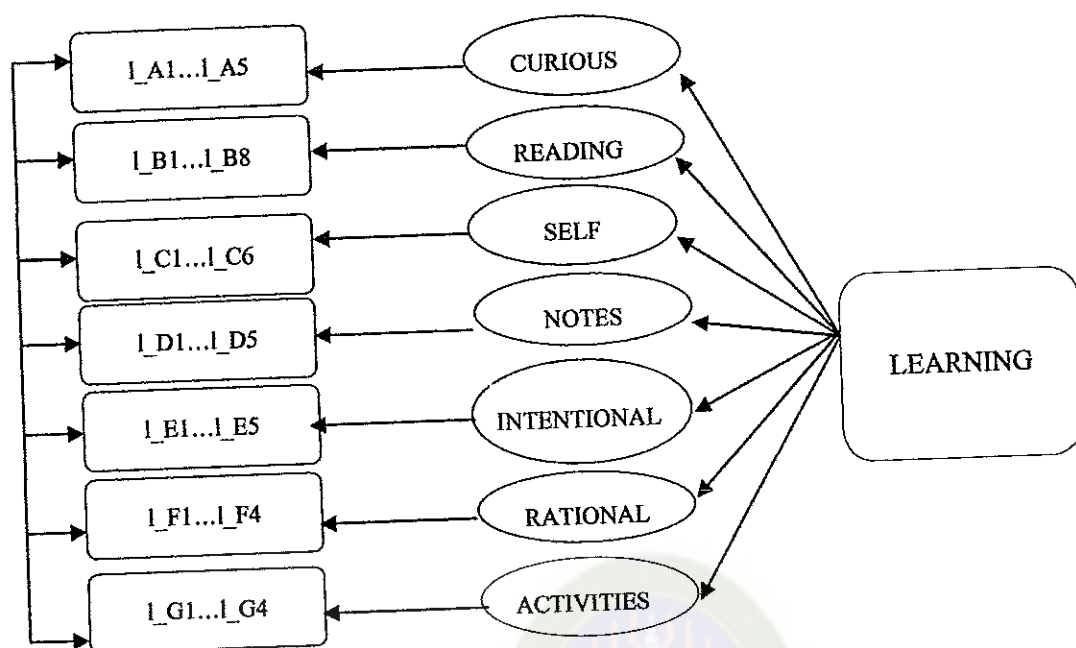 l_A1...l_A5
CURIOUS
l_B1...l_B8
READING
l_C1...l_C6
SELF
l_D1...l_D5
NOTES
LEARNING
l_E1...l_E5
INTENTIONAL
l_F1...l_F4
RATIONAL
l_G1...l_G4
ACTIVITIES